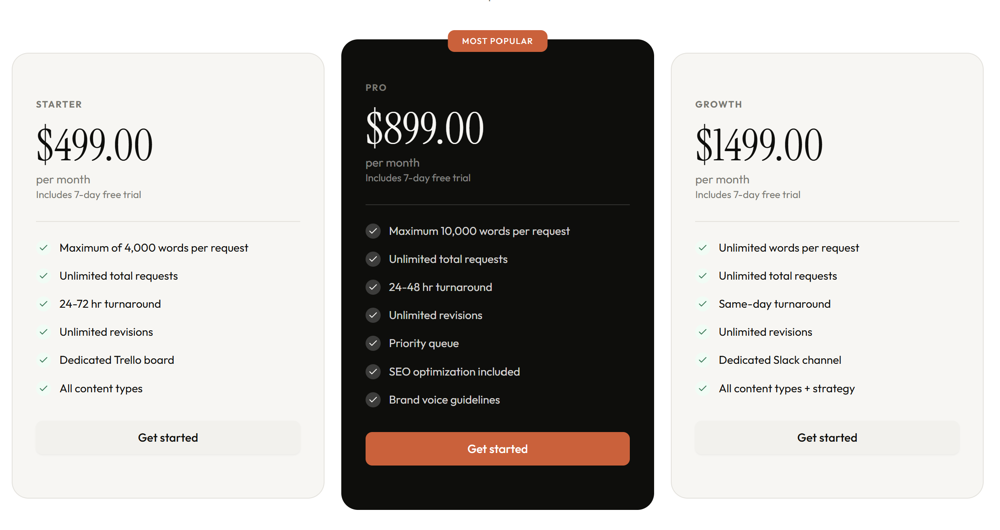 STARTER
$499.00
per month
Includes 7-day free trial
Maximum of 4,000 words per request
Unlimited total requests
24-72 hr turnaround
Unlimited revisions
Dedicated Trello board
All content types
Get started
MOST POPULAR
PRO
$899.00
per month
Includes 7-day free trial
Maximum 10,000 words per request
Unlimited total requests
24-48 hr turnaround
Unlimited revisions
Priority queue
SEO optimization included
Brand voice guidelines
Get started
GROWTH
$1499.00
per month
Includes 7-day free trial
Unlimited words per request
Unlimited total requests
Same-day turnaround
Unlimited revisions
Dedicated Slack channel
All content types + strategy
Get started